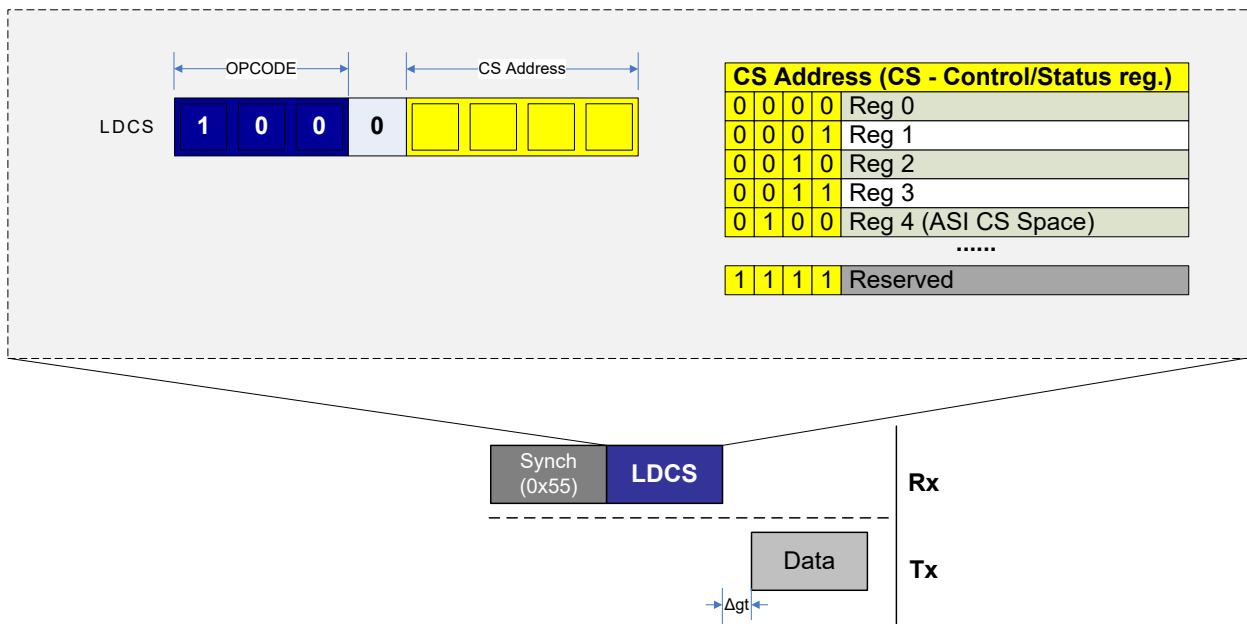 OPCODE
CS Address
LDCS
1 0 0 0
CS Address (CS - Control/Status reg.)
0 0 0 0 Reg 0
0 0 0 1 Reg 1
0 0 1 0 Reg 2
0 0 1 1 Reg 3
0 1 0 0 Reg 4 (ASI CS Space)
......
1 1 1 1 Reserved
Synch
(0x55)
LDCS
Rx
Data
Tx
Δgt